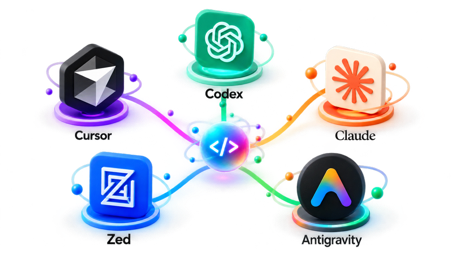 Codex
Cursor
Claude
</>
Zed
Antigravity